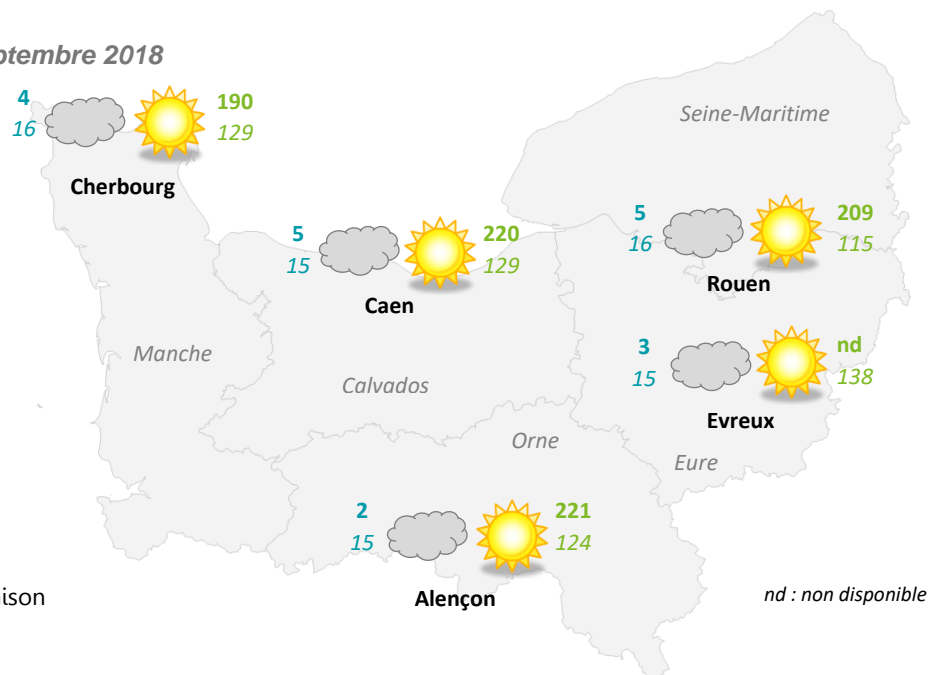 ptembre 2018
4
16
190
129
Cherbourg
Seine-Maritime
5
15
220
129
Caen
5
16
209
115
Rouen
Manche
Calvados
3
15
nd
138
Evreux
Orne
Eure
2
15
221
124
Alençon
aison
nd : non disponible